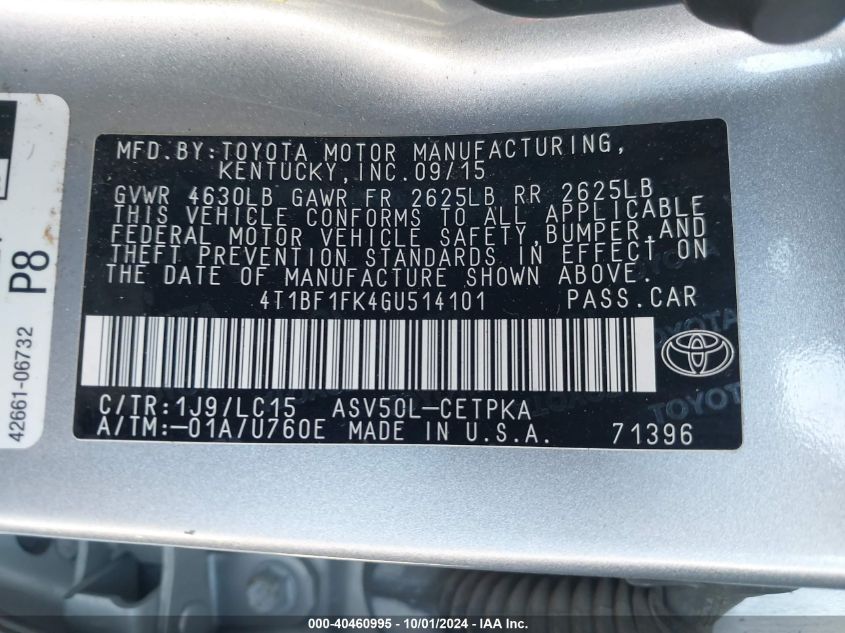 MFD.BY:TOYOTA MOTOR MANUFACTURING,
KENTUCKY,INC.09/15
GVWR 4630LB GAWR FR 2625LB RR 2625LB
THIS VEHICLE CONFORMS TO ALL APPLICABLE
FEDERAL MOTOR VEHICLE SAFETY,BUMPER,AND
THEFT PREVENTION STANDARDS IN EFFECT ON
THE DATE OF MANUFACTURE SHOWN ABOVE.
4T1BF1FK4GU514101 PASS.CAR
TOYOTA
TOYOTA
TOYOTA
C/TR:1J9/LC15 ASV50L-CETPKA
A/TM:-01A/U760E MADE IN U.S.A. 71396
42661-06732
P8
000-40460995 - 10/01/2024 - IAA Inc.